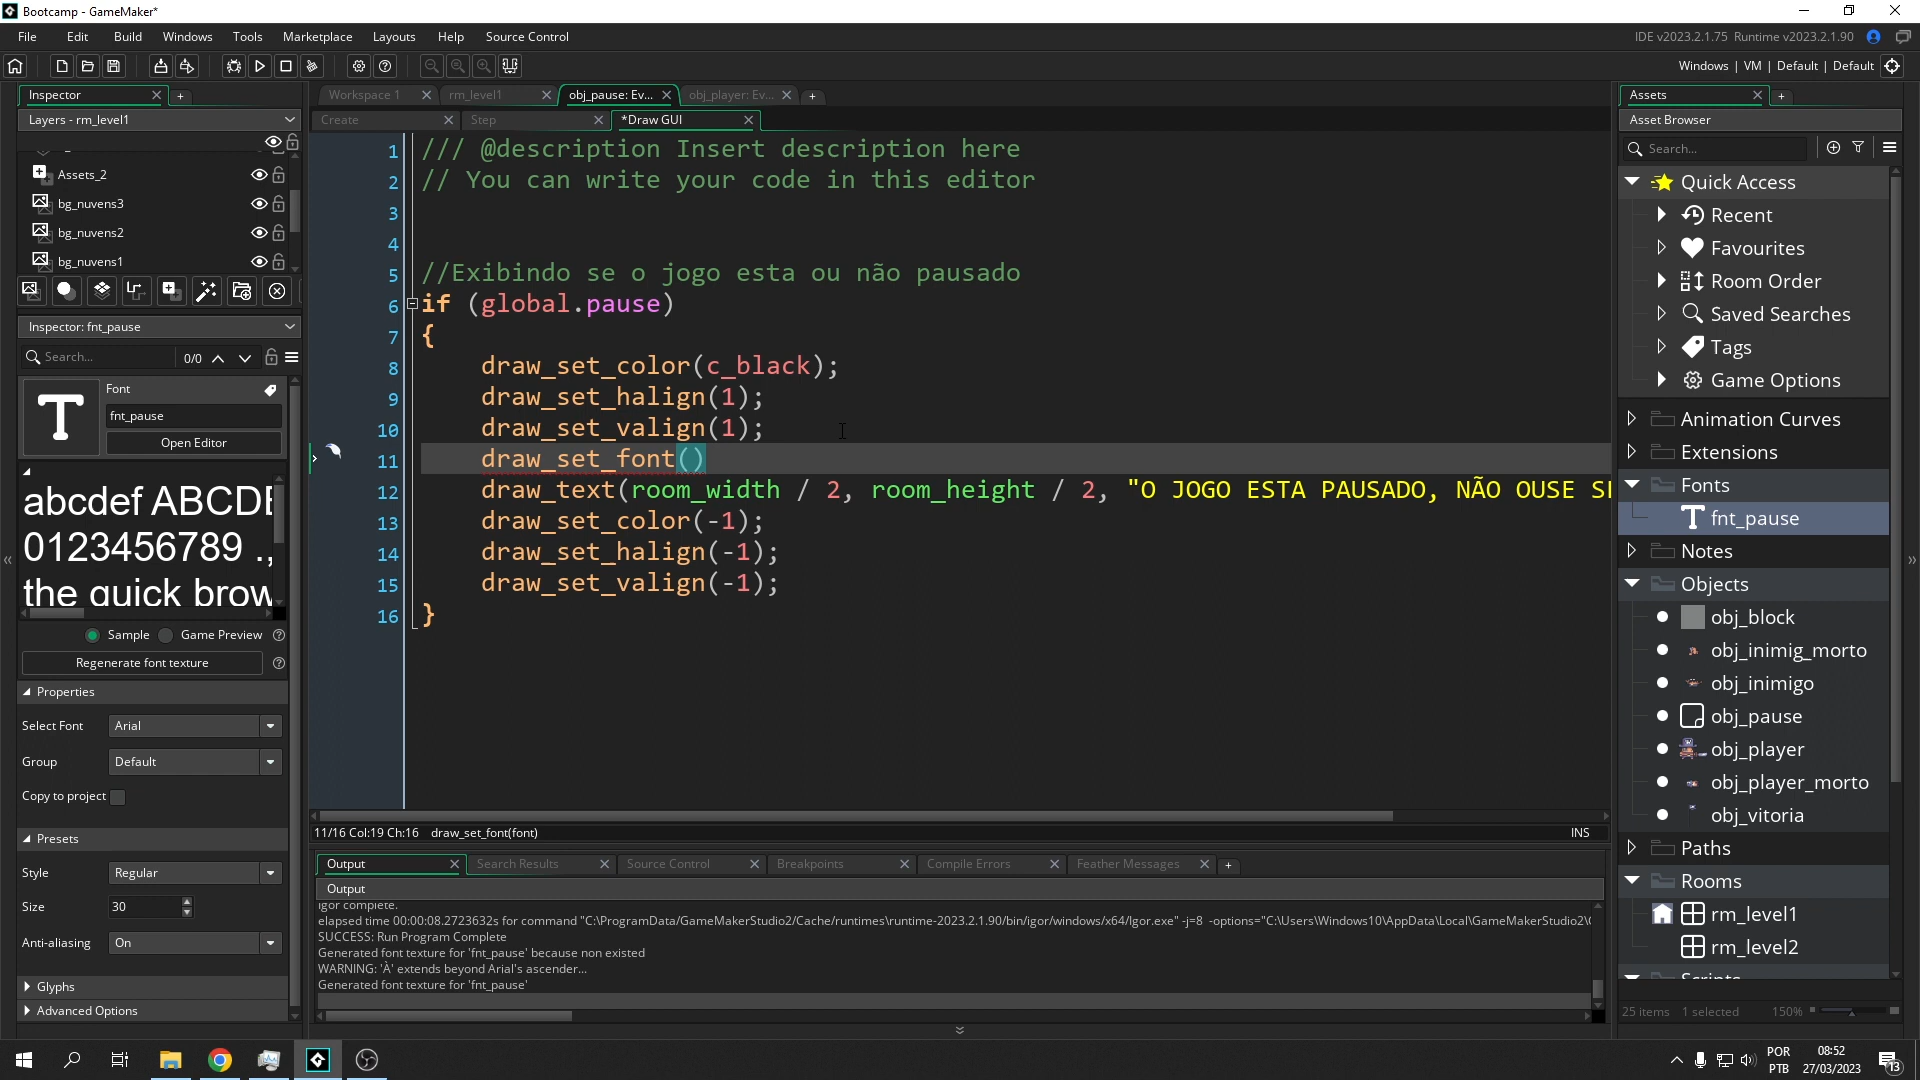 Bootcamp - GameMaker*
File Edit Build Windows Tools Marketplace Layouts Help Source Control
IDE v2023.2.1.75 Runtime v2023.2.1.90
Windows | VM | Default | Default
Inspector
Layers - rm_level1
Assets_2
bg_nuvens3
bg_nuvens2
bg_nuvens1
Inspector: fnt_pause
Search... 0/0
Font
fnt_pause
Open Editor
abcdef ABCDE
0123456789 .,
the quick brow
Sample Game Preview
Regenerate font texture
Properties
Select Font Arial
Group Default
Copy to project
Presets
Style Regular
Size 30
Anti-aliasing On
Glyphs
Advanced Options
Workspace 1 rm_level1 obj_pause: Ev... obj_player: Ev...
Create Step *Draw GUI
1 /// @description Insert description here
2 // You can write your code in this editor
3
4
5 //Exibindo se o jogo esta ou não pausado
6 if (global.pause)
7 {
8 draw_set_color(c_black);
9 draw_set_halign(1);
10 draw_set_valign(1);
11 draw_set_font()
12 draw_text(room_width / 2, room_height / 2, "O JOGO ESTA PAUSADO, NÃO OUSE
13 draw_set_color(-1);
14 draw_set_halign(-1);
15 draw_set_valign(-1);
16 }
11/16 Col:19 Ch:16 draw_set_font(font) INS
Output Search Results Source Control Breakpoints Compile Errors Feather Messages
Output
Igor complete.
elapsed time 00:00:08.2723632s for command "C:\ProgramData/GameMakerStudio2/Cache/runtimes\runtime-2023.2.1.90/bin/igor/windows/x64/Igor.exe" -j=8 -options="C:\Users\Windows10\AppData\Local\GameMakerStudio2\
SUCCESS: Run Program Complete
Generated font texture for 'fnt_pause' because non existed
WARNING: 'À' extends beyond Arial's ascender...
Generated font texture for 'fnt_pause'
Assets
Asset Browser
Search...
Quick Access
Recent
Favourites
Room Order
Saved Searches
Tags
Game Options
Animation Curves
Extensions
Fonts
fnt_pause
Notes
Objects
obj_block
obj_inimig_morto
obj_inimigo
obj_pause
obj_player
obj_player_morto
obj_vitoria
Paths
Rooms
rm_level1
rm_level2
Scripts
25 items 1 selected 150%
POR
PTB
08:52
27/03/2023
13